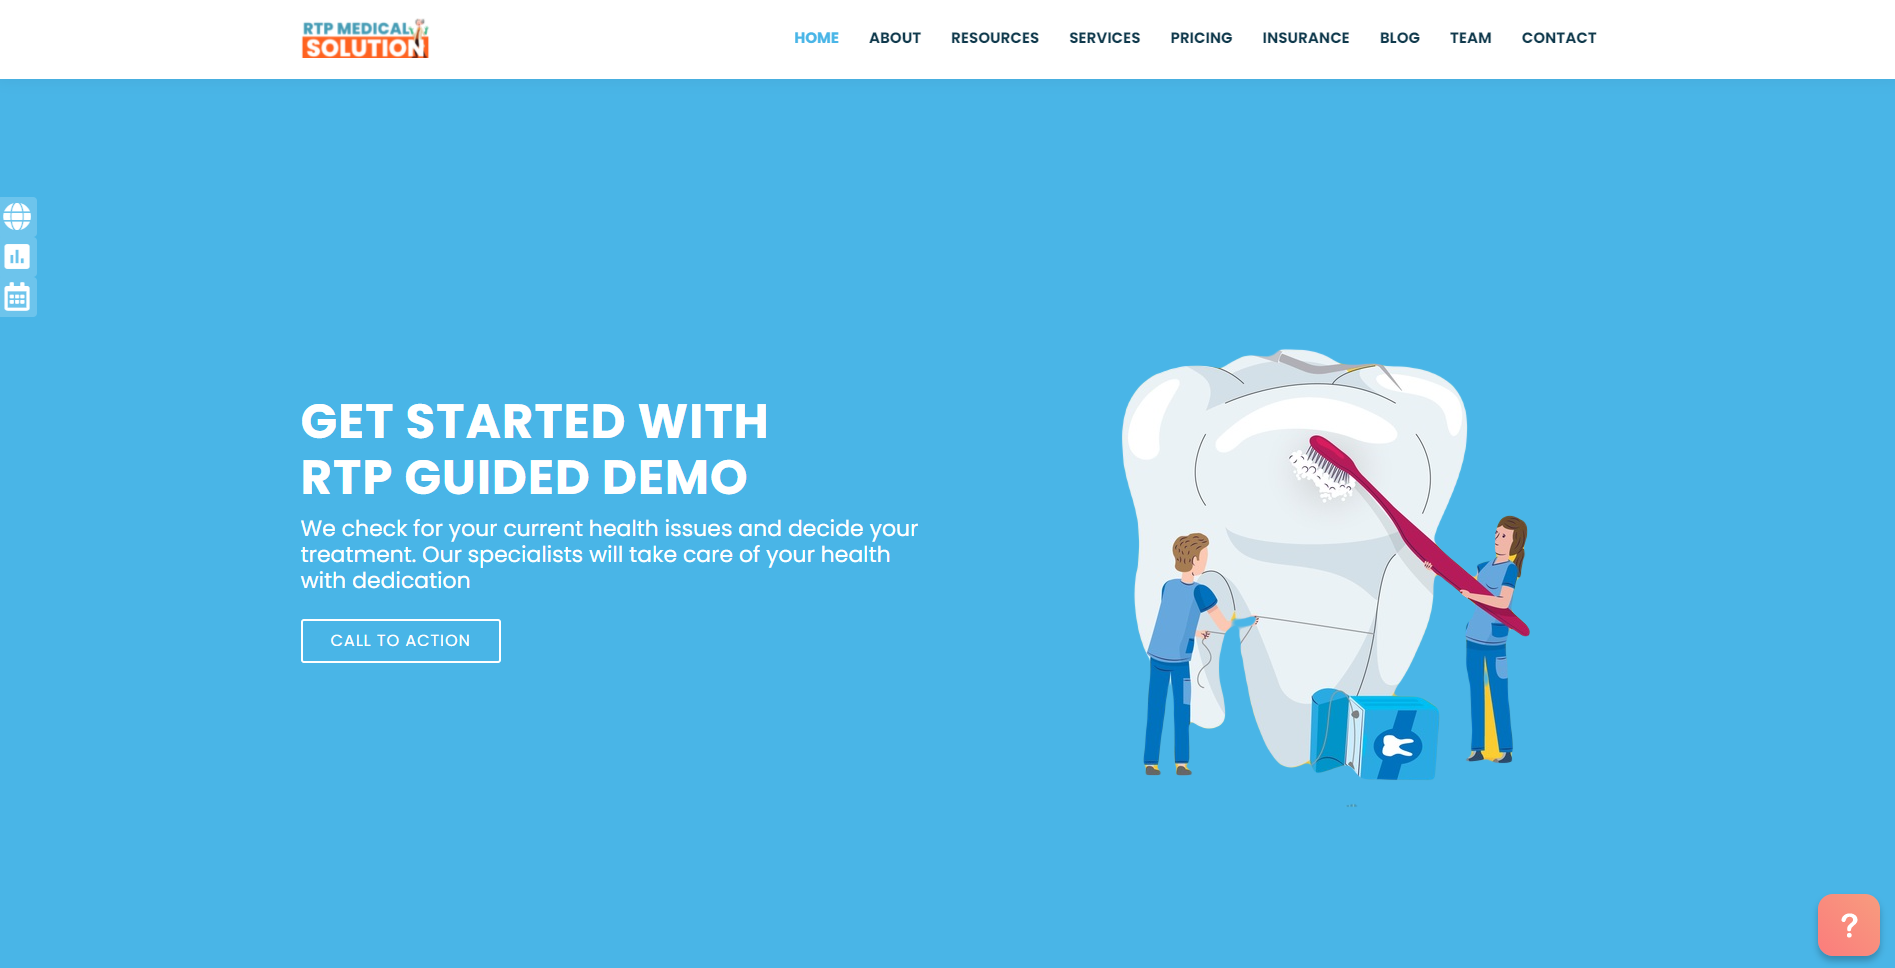 RTP MEDICAL
SOLUTION
HOME ABOUT RESOURCES SERVICES PRICING INSURANCE BLOG TEAM CONTACT
GET STARTED WITH
RTP GUIDED DEMO
We check for your current health issues and decide your
treatment. Our specialists will take care of your health
with dedication
CALL TO ACTION
...
?